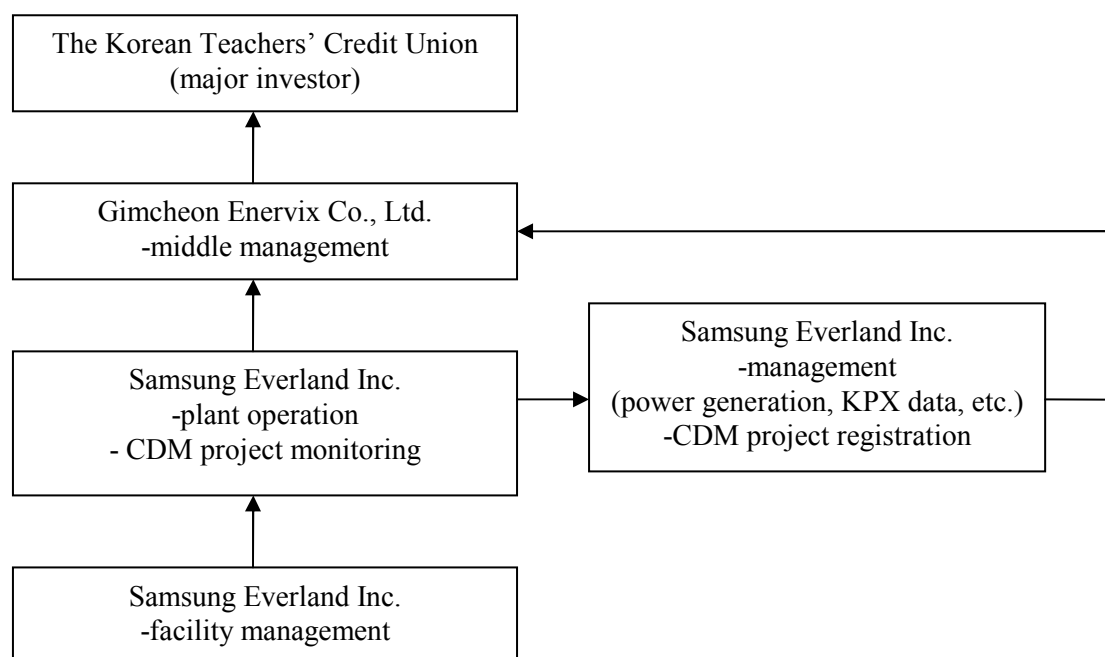 The Korean Teachers’ Credit Union
(major investor)
Gimcheon Enervix Co., Ltd.
-middle management
Samsung Everland Inc.
-plant operation
- CDM project monitoring
Samsung Everland Inc.
-management
(power generation, KPX data, etc.)
-CDM project registration
Samsung Everland Inc.
-facility management